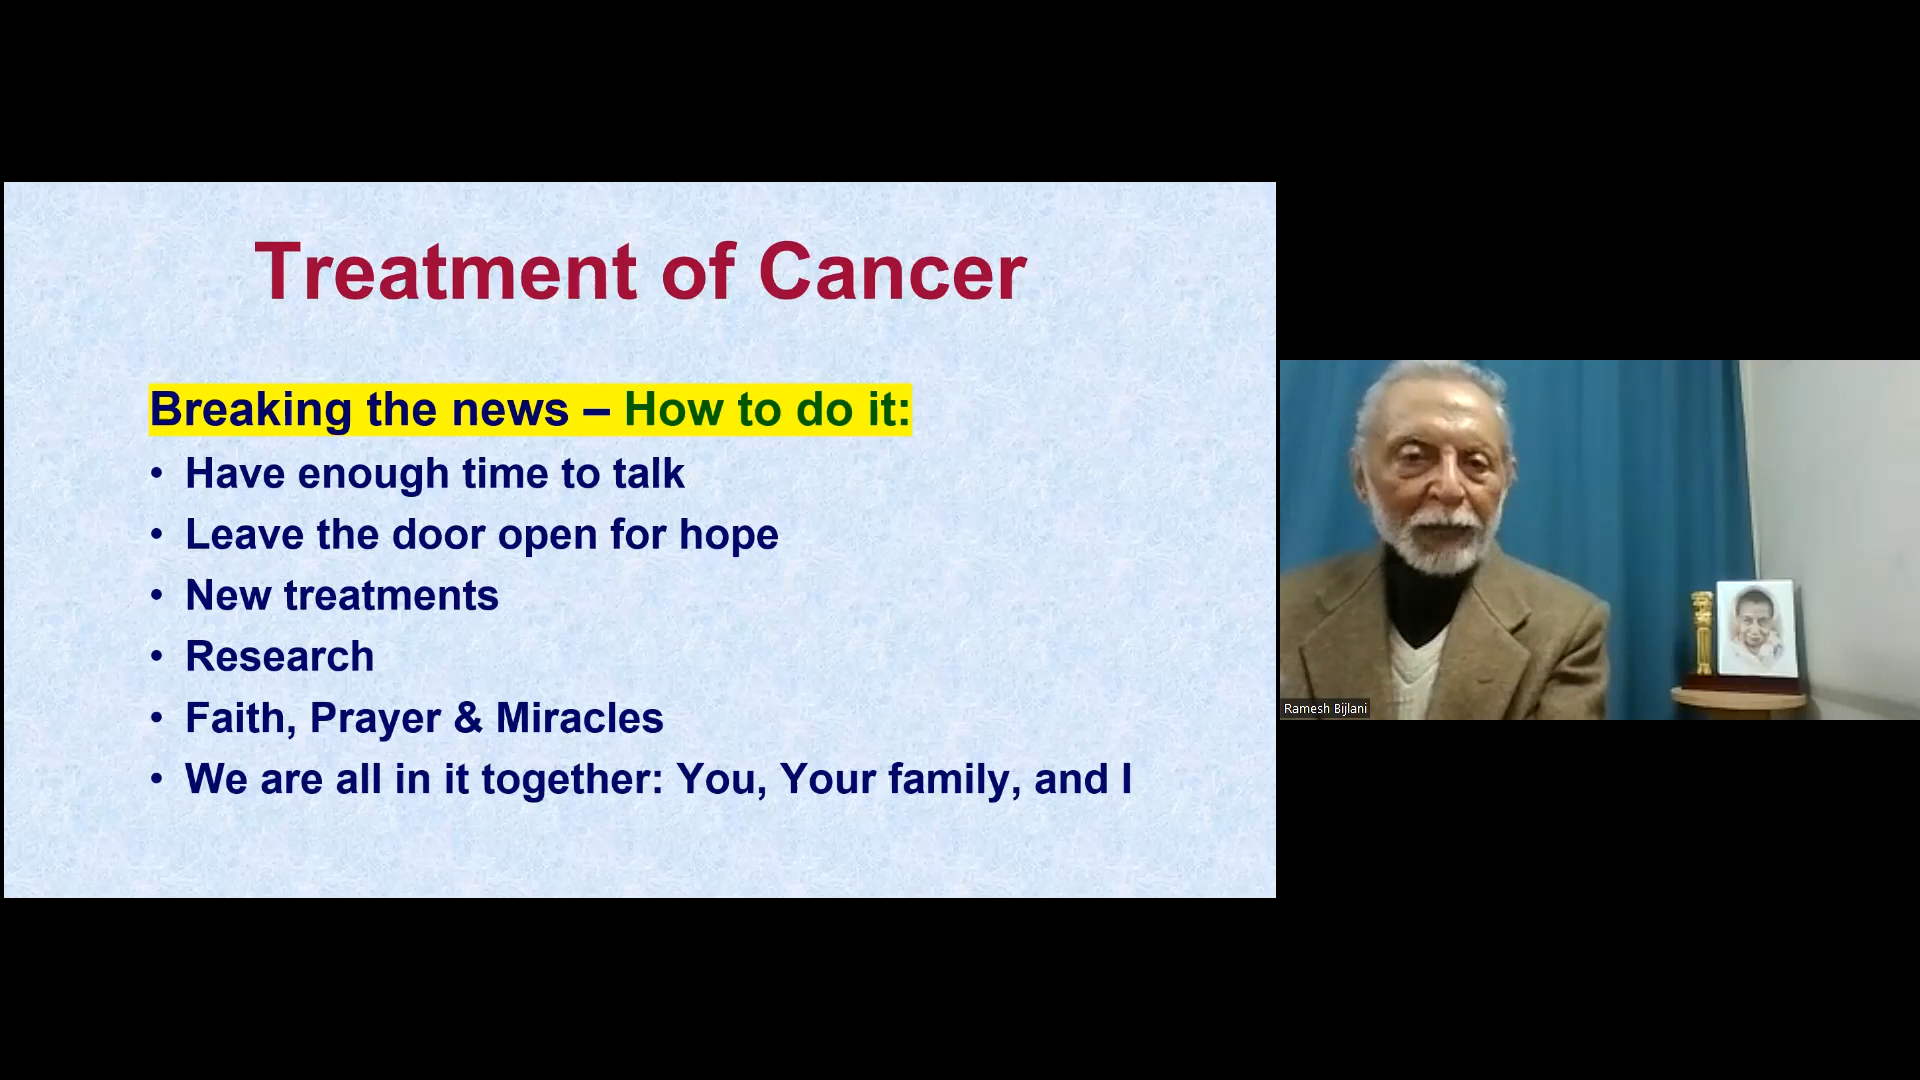 Treatment of Cancer
Breaking the news – How to do it:
• Have enough time to talk
• Leave the door open for hope
• New treatments
• Research
• Faith, Prayer & Miracles
• We are all in it together: You, Your family, and I
Ramesh Bijlani